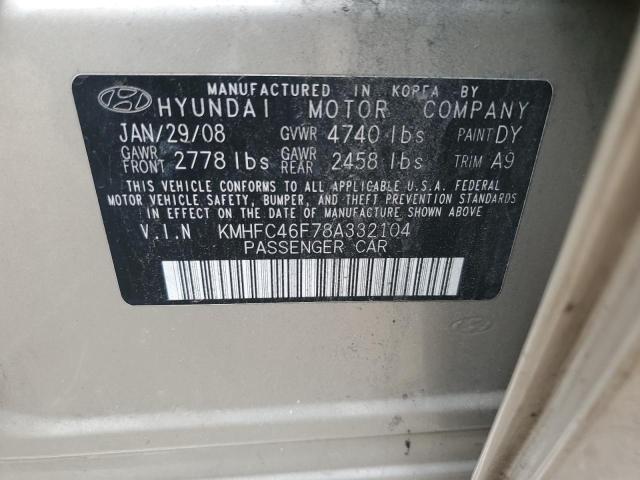 MANUFACTURED IN KOREA BY
HYUNDAI MOTOR COMPANY
JAN/29/08 GVWR 4740 lbs PAINT DY
GAWR FRONT 2778 lbs GAWR REAR 2458 lbs TRIM A9
THIS VEHICLE CONFORMS TO ALL APPLICABLE U.S.A. FEDERAL
MOTOR VEHICLE SAFETY, BUMPER, AND THEFT PREVENTION STANDARDS
IN EFFECT ON THE DATE OF MANUFACTURE SHOWN ABOVE
V.I.N KMHFC46F78A332104
PASSENGER CAR